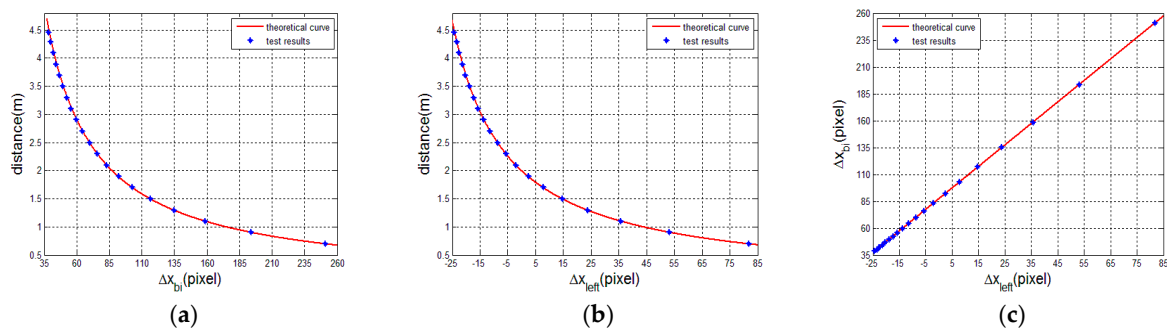 4.5
4
3.5
3
2.5
2
1.5
1
0.5
distance(m)
35 60 85 110 135 160 185 210 235 260
Δx_bi(pixel)
theoretical curve
test results
(a)
4.5
4
3.5
3
2.5
2
1.5
1
0.5
distance(m)
-25 -15 -5 5 15 25 35 45 55 65 75 85
Δx_left(pixel)
theoretical curve
test results
(b)
260
235
210
185
160
135
110
85
60
35
Δx_bi(pixel)
-25 -15 -5 5 15 25 35 45 55 65 75 85
Δx_left(pixel)
theoretical curve
test results
(c)